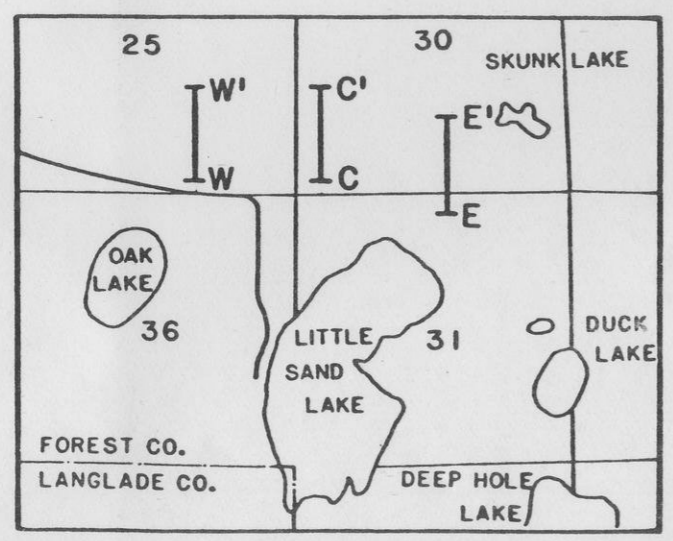 25
30
SKUNK LAKE
W'
C'
E'
W
C
E
OAK
LAKE
36
LITTLE
SAND
LAKE
31
DUCK
LAKE
FOREST CO.
LANGLADE CO.
DEEP HOLE
LAKE